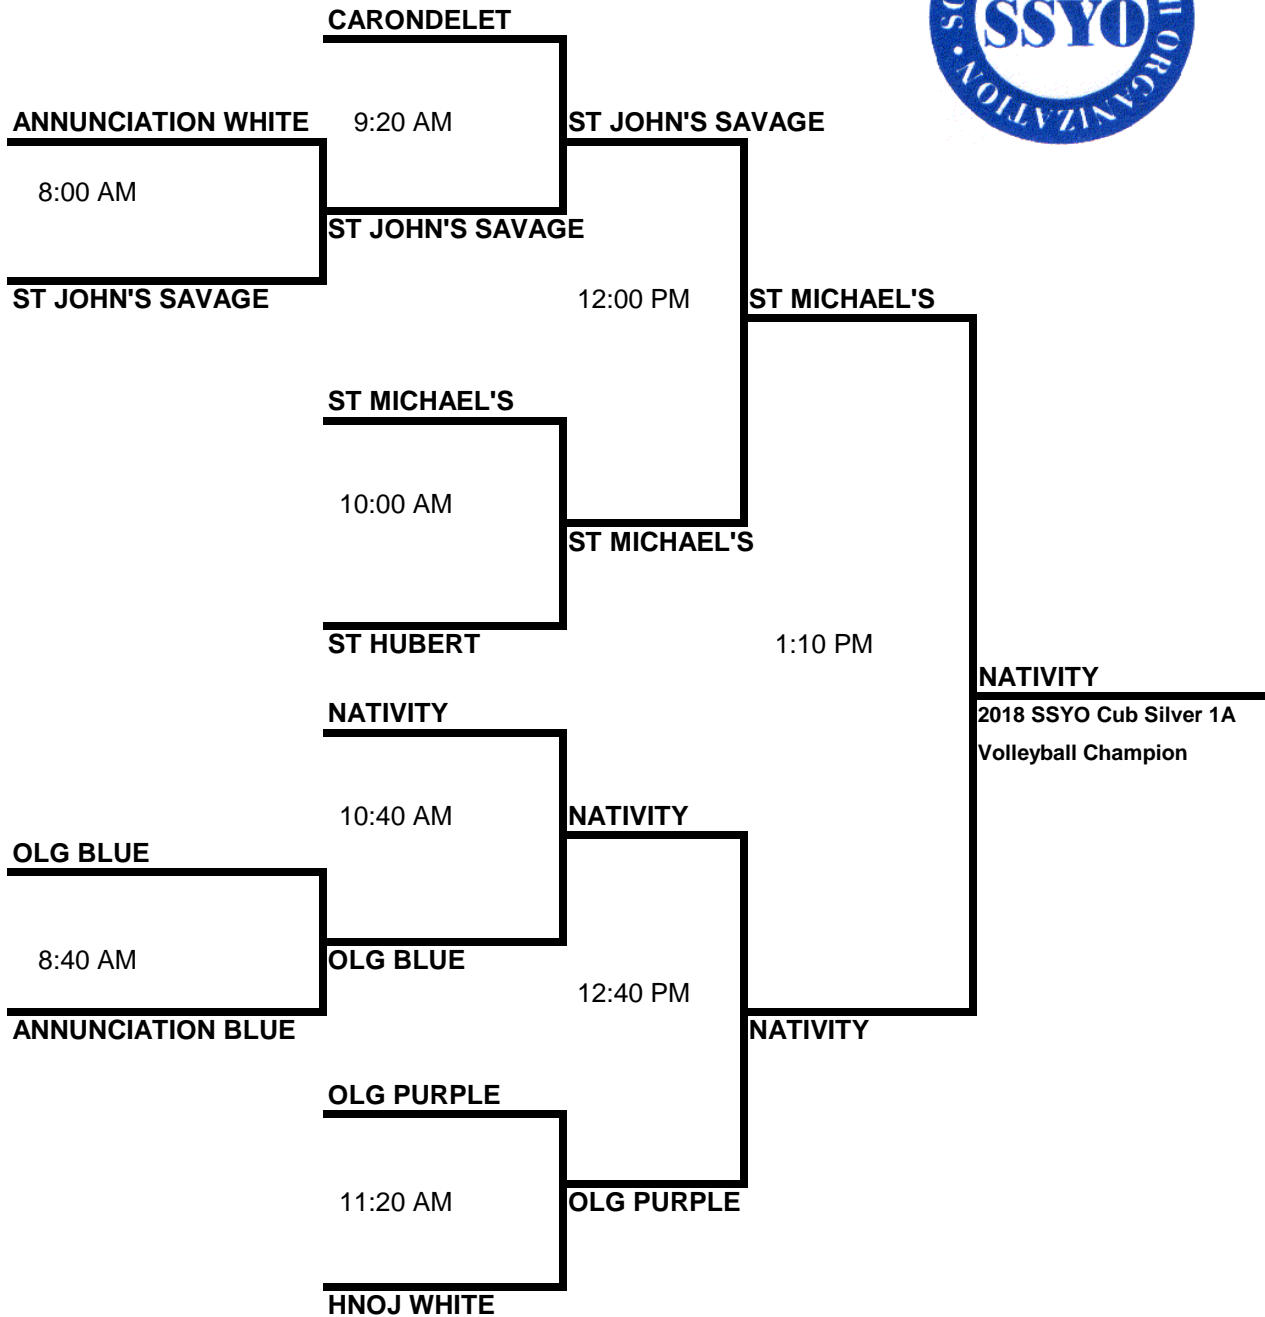 CARONDELET
SSYO
H ORGANIZATION
ANNUNCIATION WHITE
9:20 AM
ST JOHN'S SAVAGE
8:00 AM
ST JOHN'S SAVAGE
ST JOHN'S SAVAGE
12:00 PM
ST MICHAEL'S
ST MICHAEL'S
10:00 AM
ST MICHAEL'S
ST HUBERT
1:10 PM
NATIVITY
2018 SSYO Cub Silver 1A
Volleyball Champion
NATIVITY
10:40 AM
NATIVITY
OLG BLUE
8:40 AM
OLG BLUE
12:40 PM
ANNUNCIATION BLUE
NATIVITY
OLG PURPLE
11:20 AM
OLG PURPLE
HNOJ WHITE